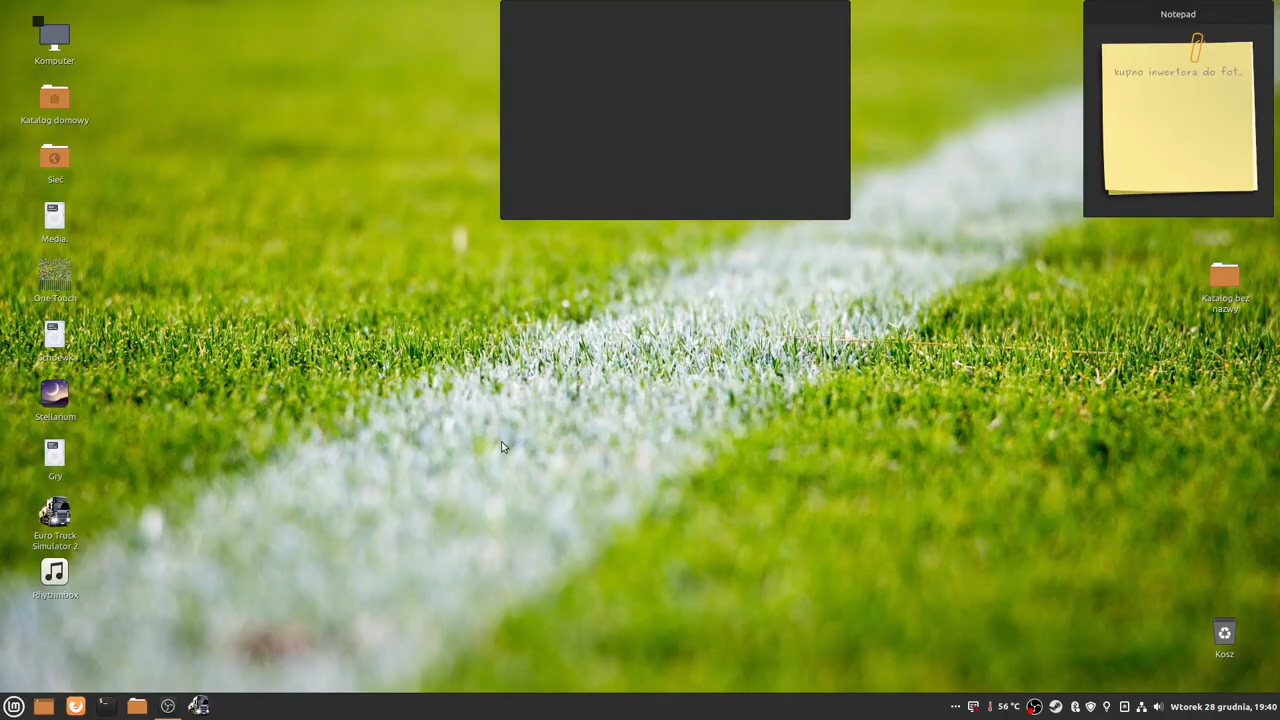 Notepad
kupno inwertora do fot...
Komputer
Katalog domowy
Sieć
Media.
One Touch
Schowek
Stellarium
Gry
Euro Truck
Simulator 2
Rhythmbox
Katalog bez
nazwy
Kosz
56 °C
Wtorek 28 grudnia, 19:40